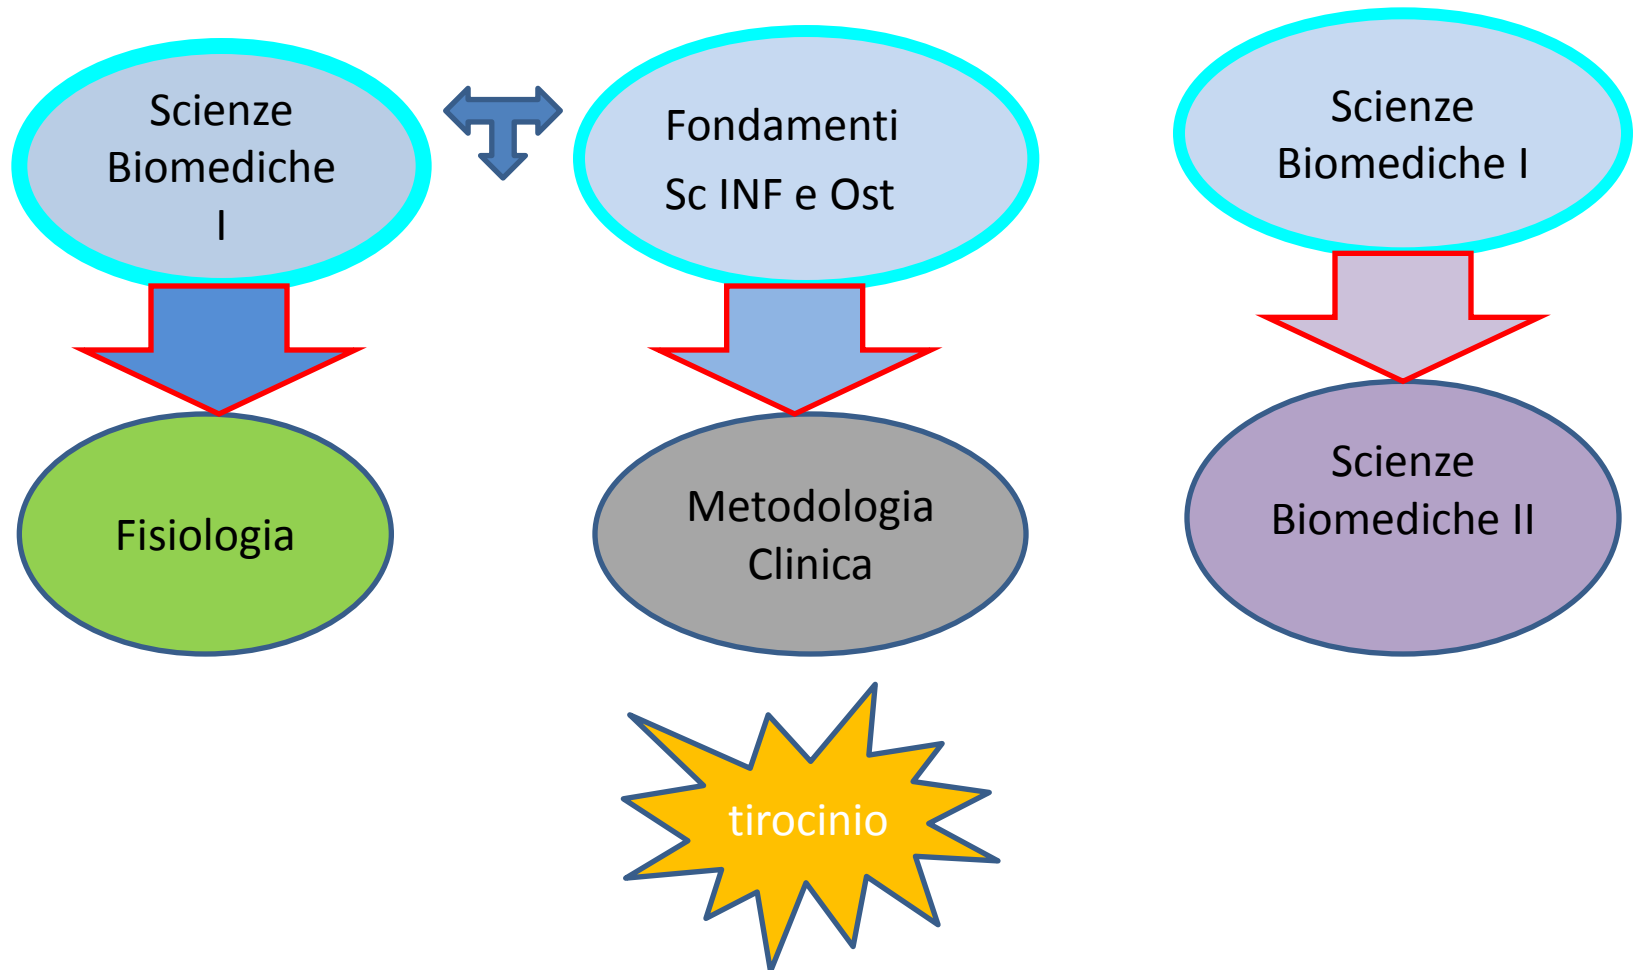 Scienze
Biomediche
I
Fondamenti
Sc INF e Ost
Scienze
Biomediche I
Fisiologia
Metodologia
Clinica
Scienze
Biomediche II
tirocinio